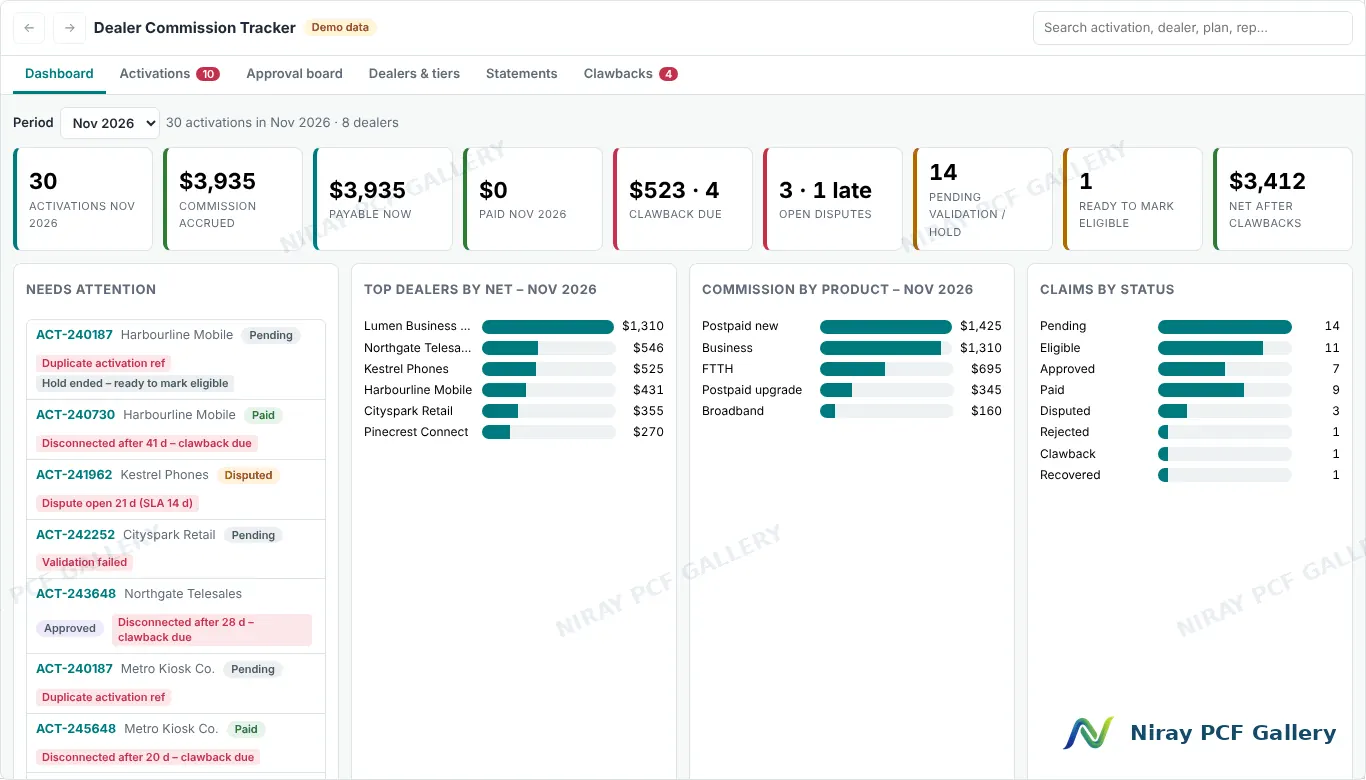 ← → Dealer Commission Tracker Demo data Search activation, dealer, plan, rep...
Dashboard Activations 10 Approval board Dealers & tiers Statements Clawbacks 4
Period Nov 2026 30 activations in Nov 2026 · 8 dealers
30
ACTIVATIONS NOV
2026
$3,935
COMMISSION
ACCRUED
$3,935
PAYABLE NOW
$0
PAID NOV 2026
$523 · 4
CLAWBACK DUE
3 · 1 late
OPEN DISPUTES
14
PENDING
VALIDATION /
HOLD
1
READY TO MARK
ELIGIBLE
$3,412
NET AFTER
CLAWBACKS
NEEDS ATTENTION
ACT-240187 Harbourline Mobile Pending
Duplicate activation ref
Hold ended – ready to mark eligible
ACT-240730 Harbourline Mobile Paid
Disconnected after 41 d – clawback due
ACT-241962 Kestrel Phones Disputed
Dispute open 21 d (SLA 14 d)
ACT-242252 Cityspark Retail Pending
Validation failed
ACT-243648 Northgate Telesales
Approved Disconnected after 28 d –
clawback due
ACT-240187 Metro Kiosk Co. Pending
Duplicate activation ref
ACT-245648 Metro Kiosk Co. Paid
Disconnected after 20 d – clawback due
TOP DEALERS BY NET – NOV 2026
Lumen Business ... $1,310
Northgate Telesa... $546
Kestrel Phones $525
Harbourline Mobile $431
Cityspark Retail $355
Pinecrest Connect $270
COMMISSION BY PRODUCT – NOV 2026
Postpaid new $1,425
Business $1,310
FTTH $695
Postpaid upgrade $345
Broadband $160
CLAIMS BY STATUS
Pending 14
Eligible 11
Approved 7
Paid 9
Disputed 3
Rejected 1
Clawback 1
Recovered 1
NIRAY PCF GALLERY
NIRAY PCF GALLERY
PCF GALLERY
NIRAY PCF GALLERY
NIRAY PCF GALLE
Niray PCF Gallery